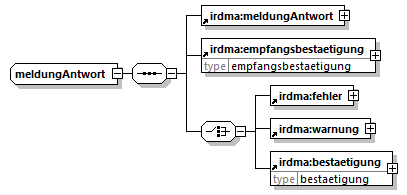 irdma:meldungAntwort
irdma:empfangsbestaetigung
type empfangsbestaetigung
meldungAntwort
irdma:fehler
irdma:warnung
irdma:bestaetigung
type bestaetigung